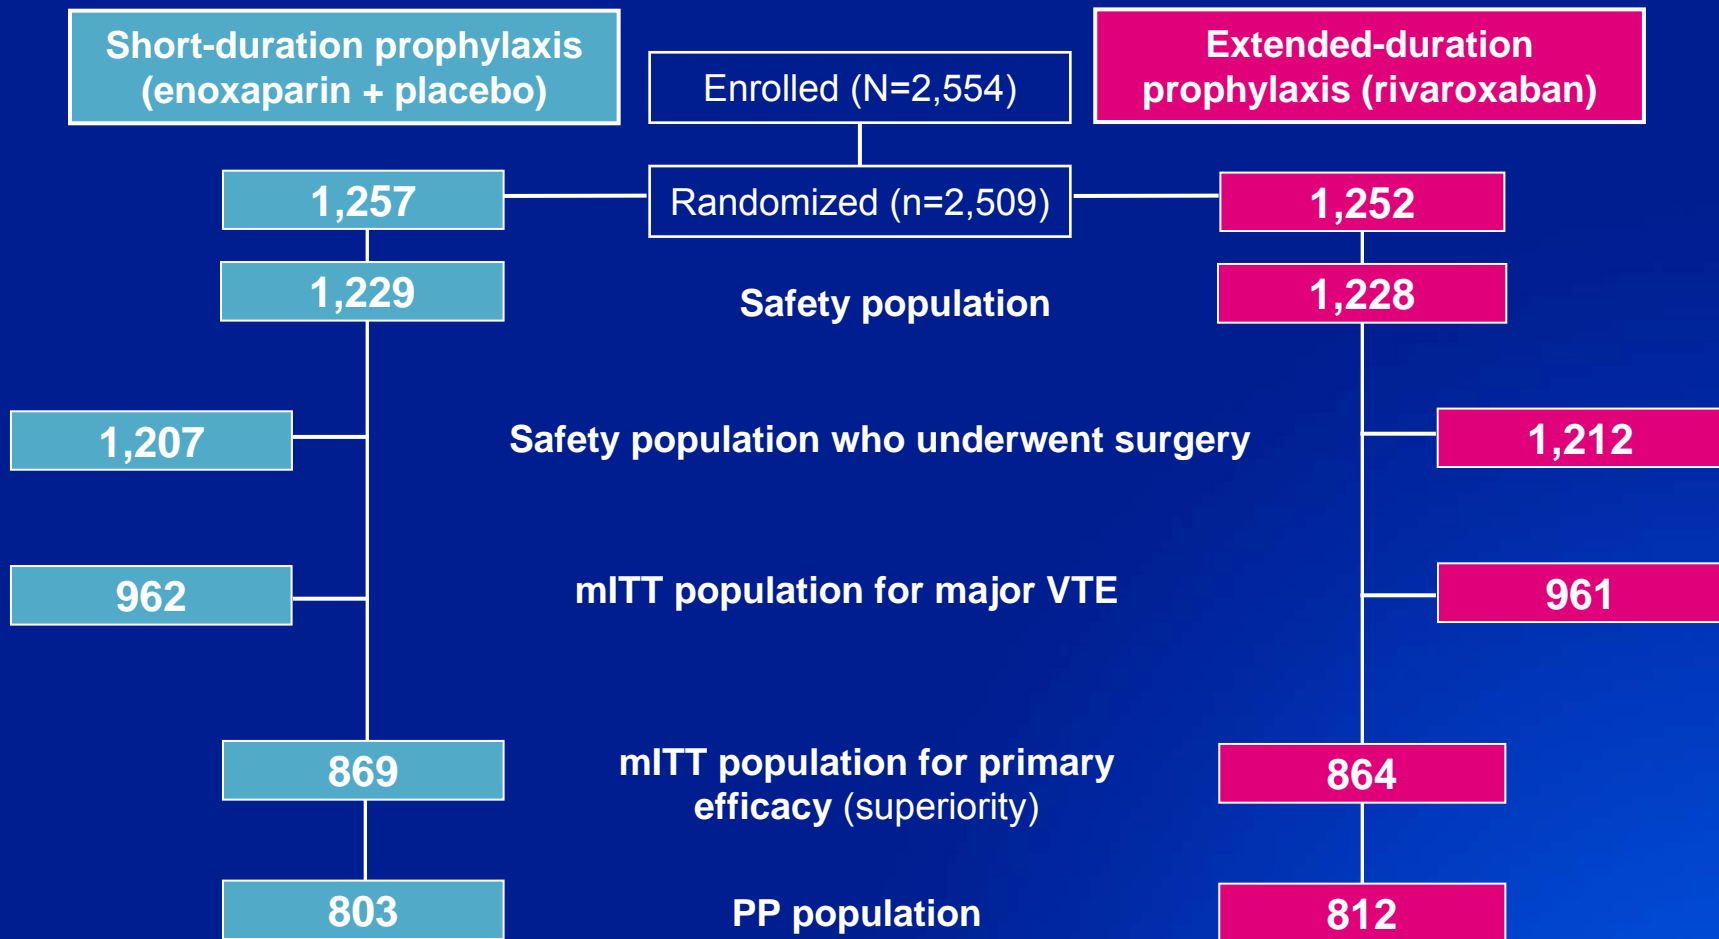 Short-duration prophylaxis
(enoxaparin + placebo)
Enrolled (N=2,554)
Extended-duration
prophylaxis (rivaroxaban)
1,257
Randomized (n=2,509)
1,252
1,229
Safety population
1,228
1,207
Safety population who underwent surgery
1,212
962
mITT population for major VTE
961
869
mITT population for primary
efficacy (superiority)
864
803
PP population
812